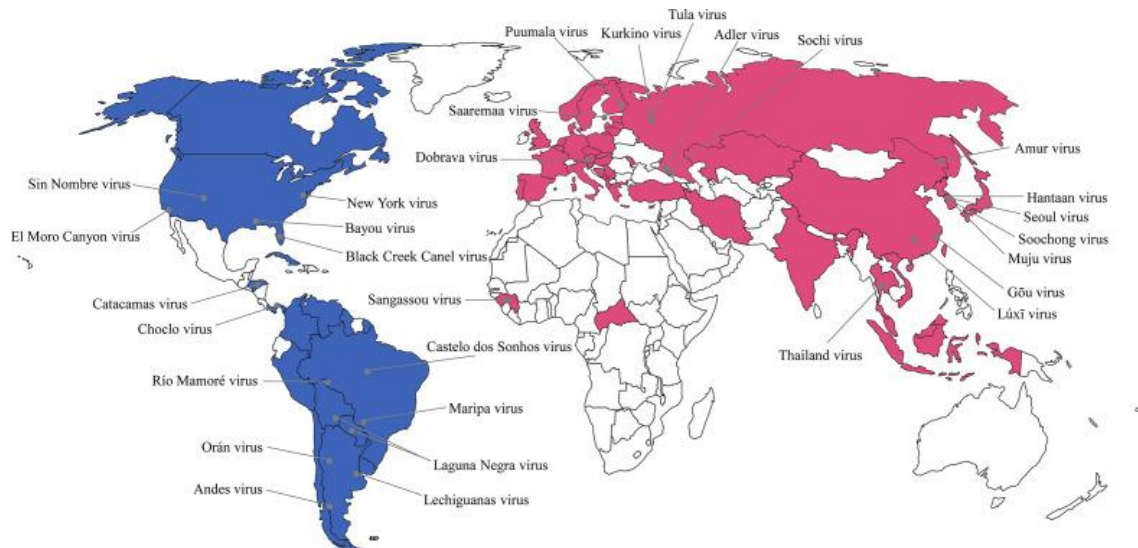 Tula virus
Puumala virus
Kurkino virus
Adler virus
Sochi virus
Saaremaa virus
Dobrava virus
Amur virus
Sin Nombre virus
New York virus
Hantaan virus
Seoul virus
Bayou virus
El Moro Canyon virus
Soochong virus
Black Creek Canel virus
Muju virus
Gōu virus
Sangassou virus
Catacamas virus
Lúxī virus
Choclo virus
Castelo dos Sonhos virus
Thailand virus
Río Mamoré virus
Maripa virus
Orán virus
Laguna Negra virus
Andes virus
Lechiguanas virus